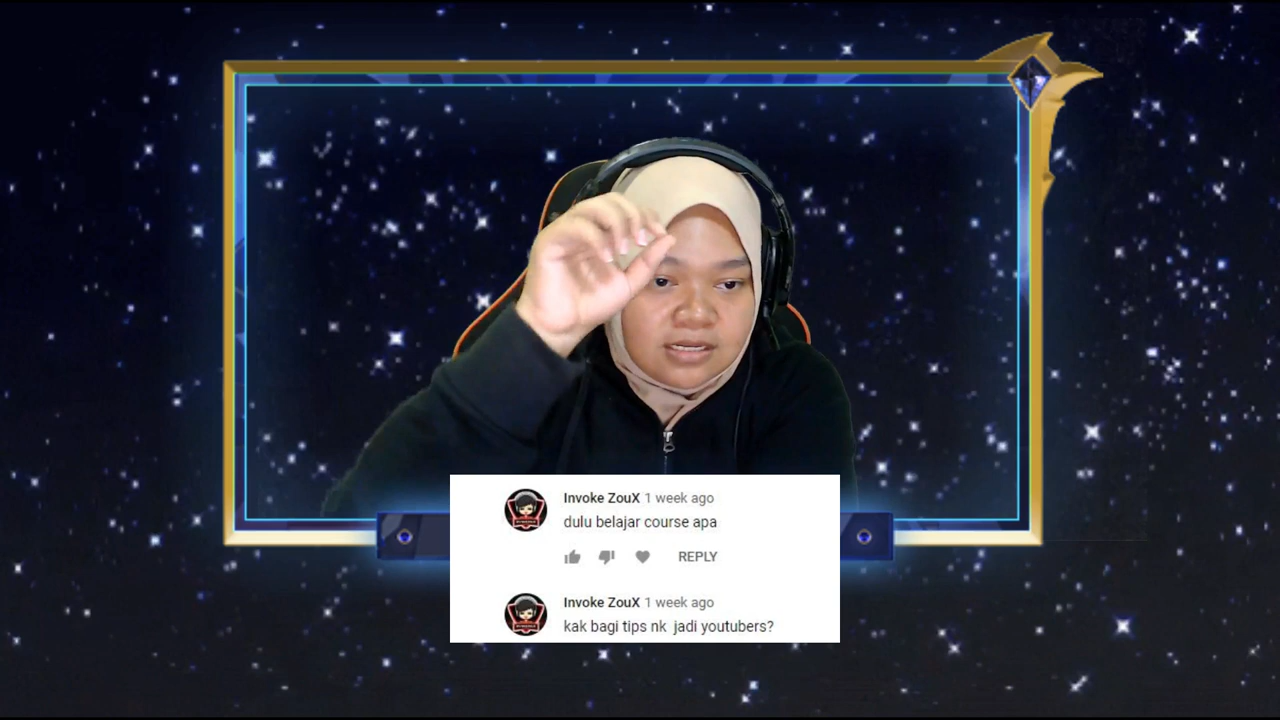 Invoke ZouX 1 week ago
dulu belajar course apa
REPLY
Invoke ZouX 1 week ago
kak bagi tips nk jadi youtubers?